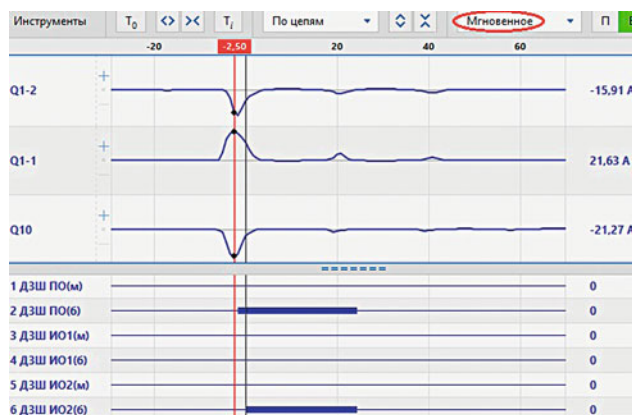 Инструменты T₀ Tᵢ По цепям Мгновенное П
-20 -2,50 20 40 60
Q1-2 -15,91 А
Q1-1 21,63 А
Q10 -21,27 А
1 ДЗШ ПО(м) 0
2 ДЗШ ПО(б) 0
3 ДЗШ ИО1(м) 0
4 ДЗШ ИО1(б) 0
5 ДЗШ ИО2(м) 0
6 ДЗШ ИО2(б) 0